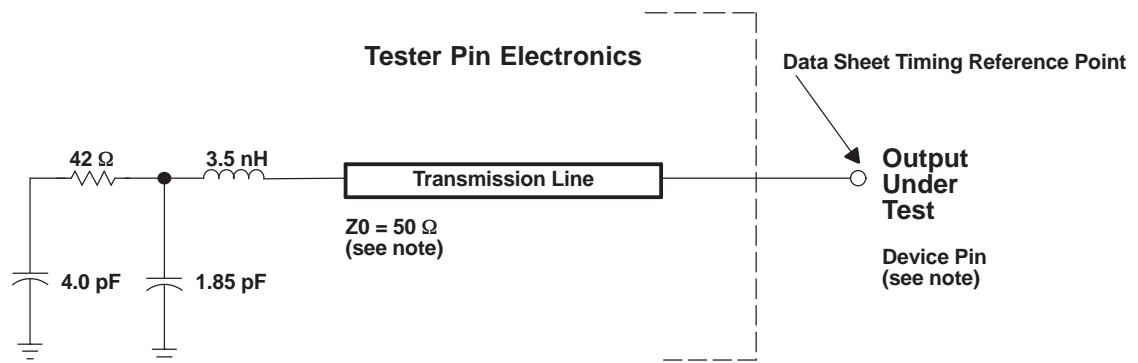 Tester Pin Electronics
Data Sheet Timing Reference Point
42 Ω
3.5 nH
Transmission Line
Output
Under
Test
Z0 = 50 Ω
(see note)
Device Pin
(see note)
4.0 pF
1.85 pF